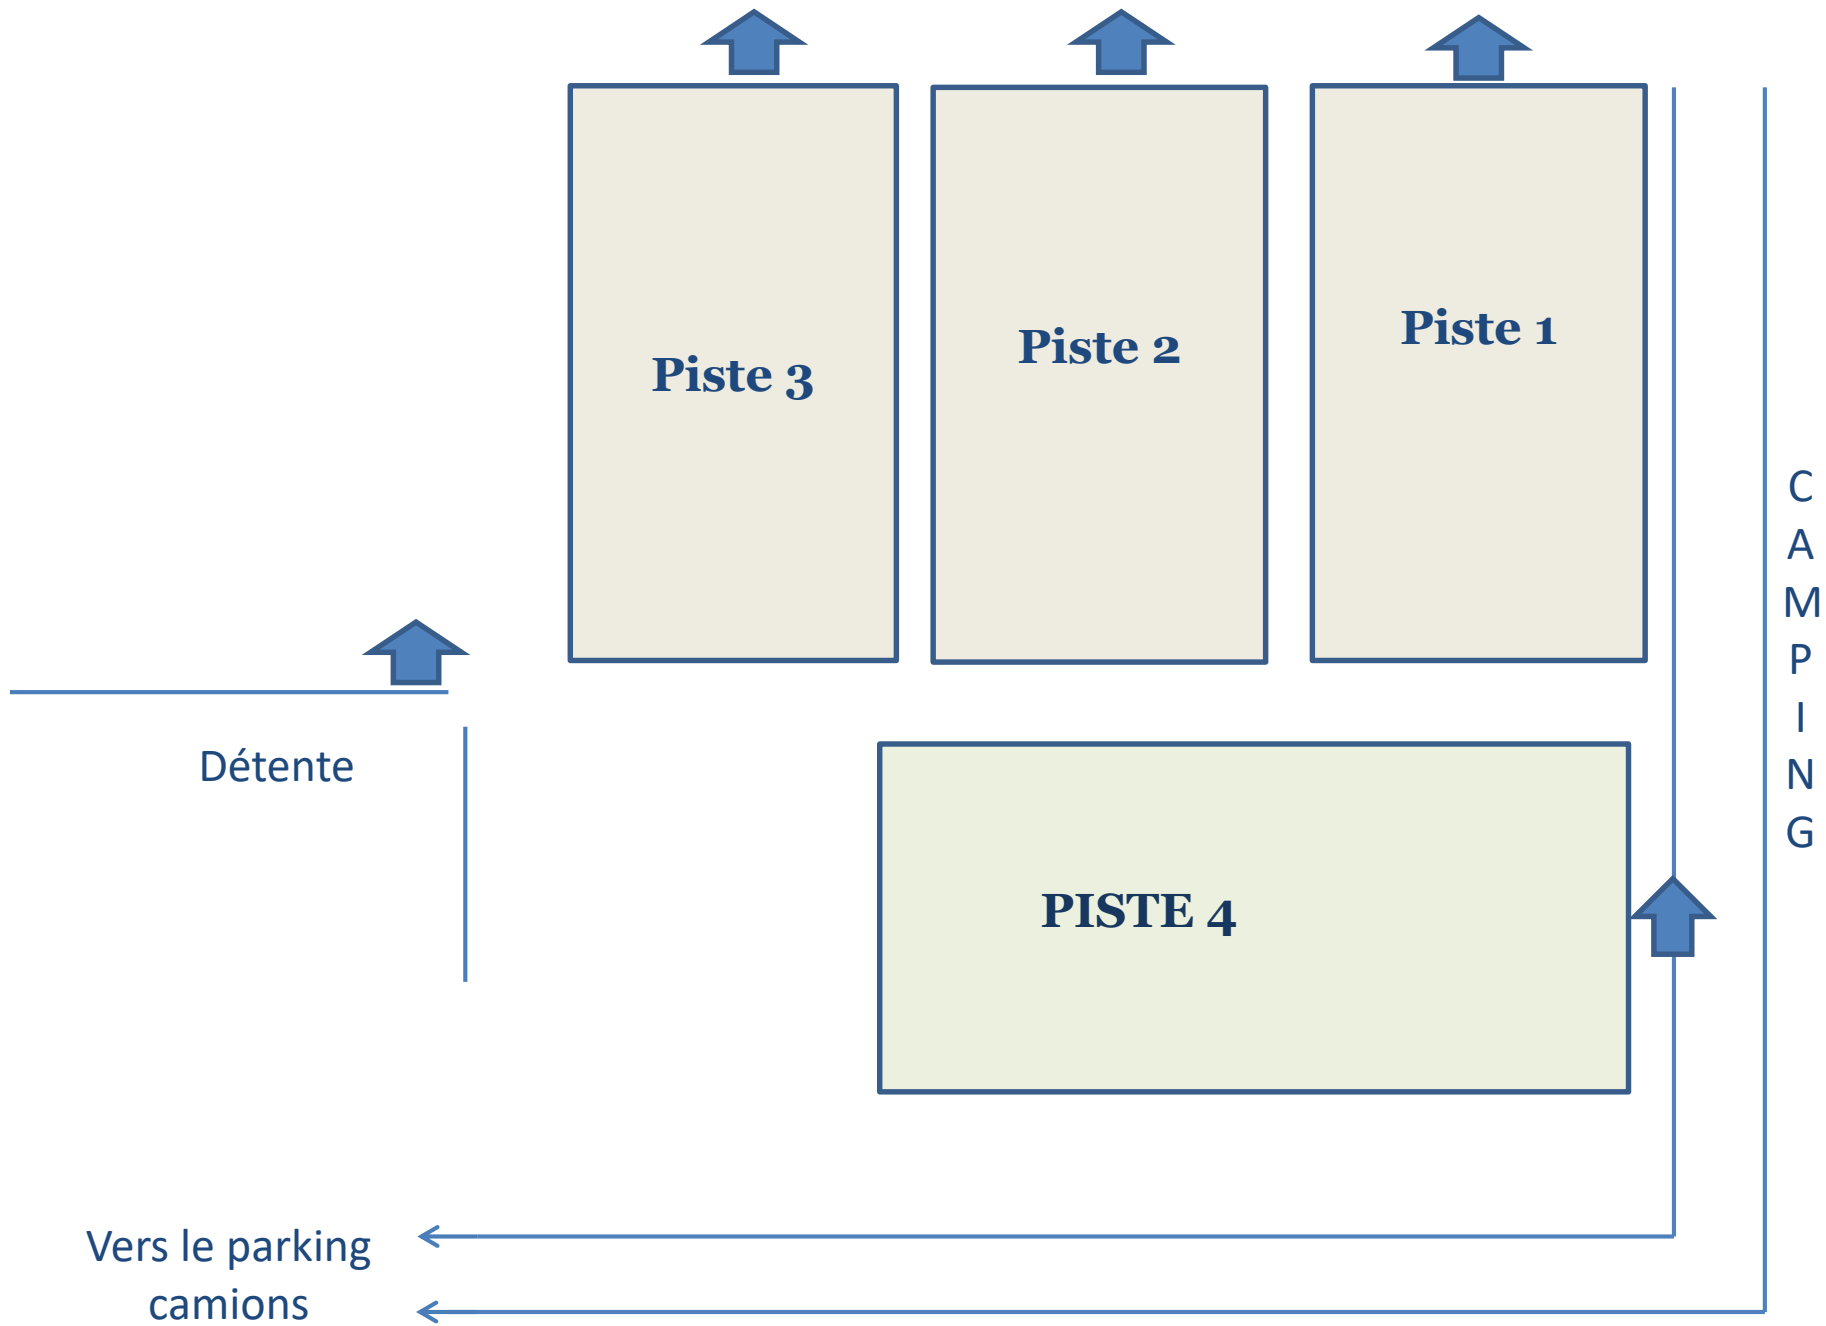 Piste 3
Piste 2
Piste 1
C
A
M
P
I
N
G
Détente
PISTE 4
Vers le parking
camions